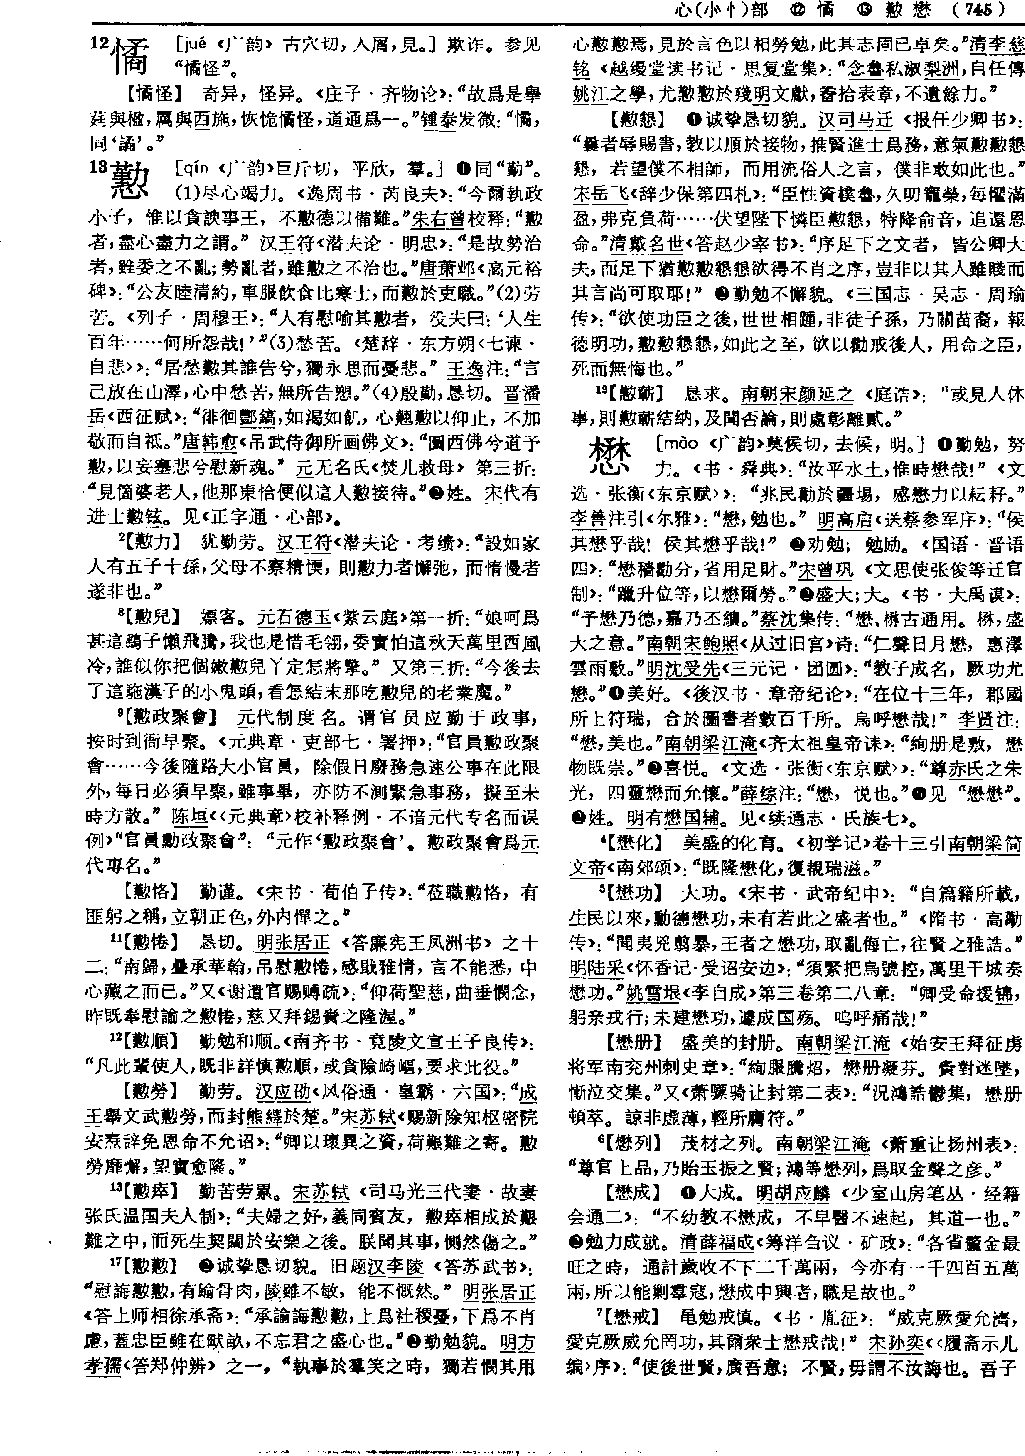 心(小忄)部 ⑫ 憰 ⑬ 懃 懋 (745)
12憰 [jué 《广韵》古穴切,入屑,見。] 欺诈。参见
“憰怪”。
【憰怪】 奇异,怪异。《庄子·齐物论》:“故爲是舉
莛與楹,厲與西施,恢恑憰怪,道通爲一。”鍾泰发微:“憰,
同‘譎’。”
13懃 [qín 《广韵》巨斤切,平欣,羣。] ❶同“勤”。
(1)尽心竭力。《逸周书·芮良夫》:“今爾執政
小子,惟以貪諛事王,不懃德以備難。”朱右曾校释:“懃
者,盡心盡力之謂。”汉王符《潜夫论·明忠》:“是故勢治
者,雖委之不亂;勢亂者,雖懃之不治也。”唐萧邺《高元裕
碑》:“公友睦清約,車服飲食比寒士,而懃於吏職。”(2)劳
苦。《列子·周穆王》:“人有慰喻其懃者,役夫曰:‘人生
百年……何所怨哉!’”(3)愁苦。《楚辞·东方朔〈七谏·
自悲〉》:“居愁懃其誰告兮,獨永思而憂悲。”王逸注:“言
己放在山澤,心中愁苦,無所告愬。”(4)殷勤,恳切。晋潘
岳《西征赋》:“徘徊酆鎬,如渴如飢,心翹懃以仰止,不加
敬而自祗。”唐韩愈《吊武侍御所画佛文》:“圖西佛兮道予
懃,以妄塞悲兮慰新魂。”元无名氏《焚儿救母》第三折:
“見箇婆老人,他那東恰便似這人懃接待。”❷姓。宋代有
进士懃铉。见《正字通·心部》。
2【懃力】 犹勤劳。汉王符《潜夫论·考绩》:“設如家
人有五子十孫,父母不察精愞,則懃力者懈弛,而惰慢者
遂非也。”
8【懃兒】 嫖客。元石德玉《紫云庭》第一折:“娘呵爲
甚這鷂子懶飛騰,我也是惜毛翎,委實怕這秋天萬里西風
冷,誰似你把個嫩懃兒丫定怎將擎。”又第三折:“今後去
了這駞漢子的小鬼頭,看怎結末那吃懃兒的老業魔。”
9【懃政聚會】 元代制度名。谓官员应勤于政事,
按时到衙早聚。《元典章·吏部七·署押》:“官員懃政聚
會……今後隨路大小官員,除假日廢務急速公事在此限
外,每日必須早聚,雖事畢,亦防不測緊急事務,擬至未
時方散。”陈垣《〈元典章〉校补释例·不谙元代专名而误
例》“官員勤政聚會”:“元作‘懃政聚會’。懃政聚會爲元
代專名。”
【懃恪】 勤谨。《宋书·荀伯子传》:“莅職懃恪,有
匪躬之稱,立朝正色,外内憚之。”
11【懃惓】 恳切。明张居正《答廉宪王凤洲书》之十
二:“南歸,疊承華翰,吊慰懃惓,感戢雅情,言不能悉,中
心藏之而已。”又《谢遣官赐赙疏》:“仰荷聖慈,曲垂憫念,
昨既奉慰諭之懃惓,茲又拜錫賚之隆渥。”
12【懃順】 勤勉和顺。《南齐书·竟陵文宣王子良传》:
“凡此輩使人,既非詳慎懃順,或貪險崎嶇,要求此役。”
【懃勞】 勤劳。汉应劭《风俗通·皇霸·六国》:“成
王舉文武懃勞,而封熊繹於楚。”宋苏轼《赐新除知枢密院
安焘辞免恩命不允诏》:“卿以瓌異之資,荷艱難之寄。懃
勞靡懈,望實愈隆。”
13【懃瘁】 勤苦劳累。宋苏轼《司马光三代妻·故妻
张氏温国夫人制》:“夫婦之好,義同賓友,懃瘁相成於艱
難之中,而死生契闊於安樂之後。朕聞其事,惻然傷之。”
17【懃懃】 ❶诚挚恳切貌。旧题汉李陵《答苏武书》:
“慰誨懃懃,有踰骨肉,陵雖不敏,能不慨然。”明张居正
《答上师相徐承斋》:“承諭誨懃懃,上爲社稷憂,下爲不肖
慮,蓋忠臣雖在畎畝,不忘君之盛心也。”❷勤勉貌。明方
孝孺《答郑仲辨》之一:“執事於羣笑之時,獨若憫其用
心懃懃焉,見於言色以相勞勉,此其志固已卓矣。”清李慈
铭《越缦堂读书记·思复堂集》:“念魯私淑梨洲,自任傳
姚江之學,尤懃懃於殘明文獻,耆拾表章,不遺餘力。”
【懃懇】 ❶诚挚恳切貌。汉司马迁《报任少卿书》:
“曩者辱賜書,教以順於接物,推賢進士爲務,意氣懃懃懇
懇,若望僕不相師,而用流俗人之言,僕非敢如此也。”
宋岳飞《辞少保第四札》:“臣性資樸魯,久叨寵榮,每懼滿
盈,弗克負荷……伏望陛下憐臣懃懇,特降俞音,追還恩
命。”清戴名世《答赵少宰书》:“序足下之文者,皆公卿大
夫,而足下猶懃懃懇懇欲得不肖之序,豈非以其人雖賤而
其言尚可取耶!”❷勤勉不懈貌。《三国志·吴志·周瑜
传》:“欲使功臣之後,世世相踵,非徒子孫,乃關苗裔,報
德明功,懃懃懇懇,如此之至,欲以勸戒後人,用命之臣,
死而無悔也。”
19【懃蘄】 恳求。南朝宋颜延之《庭诰》:“或見人休
事,則懃蘄結納,及聞否論,則處彰離貳。”
懋 [mào 《广韵》莫候切,去候,明。] ❶勤勉,努
力。《书·舜典》:“汝平水土,惟時懋哉!”《文
选·张衡〈东京赋〉》:“兆民勸於疆埸,感懋力以耘耔。”
李善注引《尔雅》:“懋,勉也。”明高启《送蔡参军序》:“侯
其懋乎哉!侯其懋乎哉!”❷劝勉;勉励。《国语·晋语
四》:“懋穡勸分,省用足財。”宋曾巩《文思使张俊等迁官
制》:“躐升位等,以懋爾勞。”❸盛大;大。《书·大禹谟》:
“予懋乃德,嘉乃丕績。”蔡沈集传:“懋、楙古通用。楙,盛
大之意。”南朝宋鲍照《从过旧宫》诗:“仁聲日月懋,惠澤
雲雨敷。”明沈受先《三元记·团圆》:“教子成名,厥功尤
懋。”❹美好。《後汉书·章帝纪论》:“在位十三年,郡國
所上符瑞,合於圖書者數百千所。烏呼懋哉!”李贤注:
“懋,美也。”南朝梁江淹《齐太祖皇帝诔》:“絢册是敷,懋
物既崇。”❺喜悦。《文选·张衡〈东京赋〉》:“尊赤氏之朱
光,四靈懋而允懷。”薛综注:“懋,悦也。”❻见“懋懋”。
❼姓。明有懋国辅。见《续通志·氏族七》。
4【懋化】 美盛的化育。《初学记》卷十三引南朝梁简
文帝《南郊颂》:“既隆懋化,復親瑞滋。”
5【懋功】 大功。《宋书·武帝纪中》:“自篇籍所載,
生民以來,勳德懋功,未有若此之盛者也。”《隋书·高勱
传》:“聞夷兇剪暴,王者之懋功,取亂侮亡,往賢之雅誥。”
明陆采《怀香记·受诏安边》:“須緊把烏號控,萬里干城奏
懋功。”姚雪垠《李自成》第三卷第二八章:“卿受命援锦,
躬亲戎行;未建懋功,遽成国殇。呜呼痛哉!”
【懋册】 盛美的封册。南朝梁江淹《始安王拜征虏
将军南兖州刺史章》:“絢服騰炤,懋册凝芬。賁對迷墜,
慚泣交集。”又《萧骠骑让封第二表》:“況鴻誥鬱集,懋册
頓萃。諒非虚薄,輕所膺符。”
6【懋列】 茂材之列。南朝梁江淹《萧重让扬州表》:
“尊官上品,乃貽玉振之賢;鴻等懋列,爲取金聲之彦。”
【懋成】 ❶大成。明胡应麟《少室山房笔丛·经籍
会通二》:“不幼教不懋成,不早醫不速起,其道一也。”
❷勉力成就。清薛福成《筹洋刍议·矿政》:“各省釐金最
旺之時,通計歲收不下二千萬兩,今亦有一千四百五萬
兩,所以能剿羣寇,懋成中興者,職是故也。”
7【懋戒】 黾勉戒慎。《书·胤征》:“威克厥愛允濟,
愛克厥威允罔功,其爾衆士懋戒哉!”宋孙奕《〈履斋示儿
编〉序》:“使後世賢,廣吾意;不賢,毋謂不汝誨也。吾子